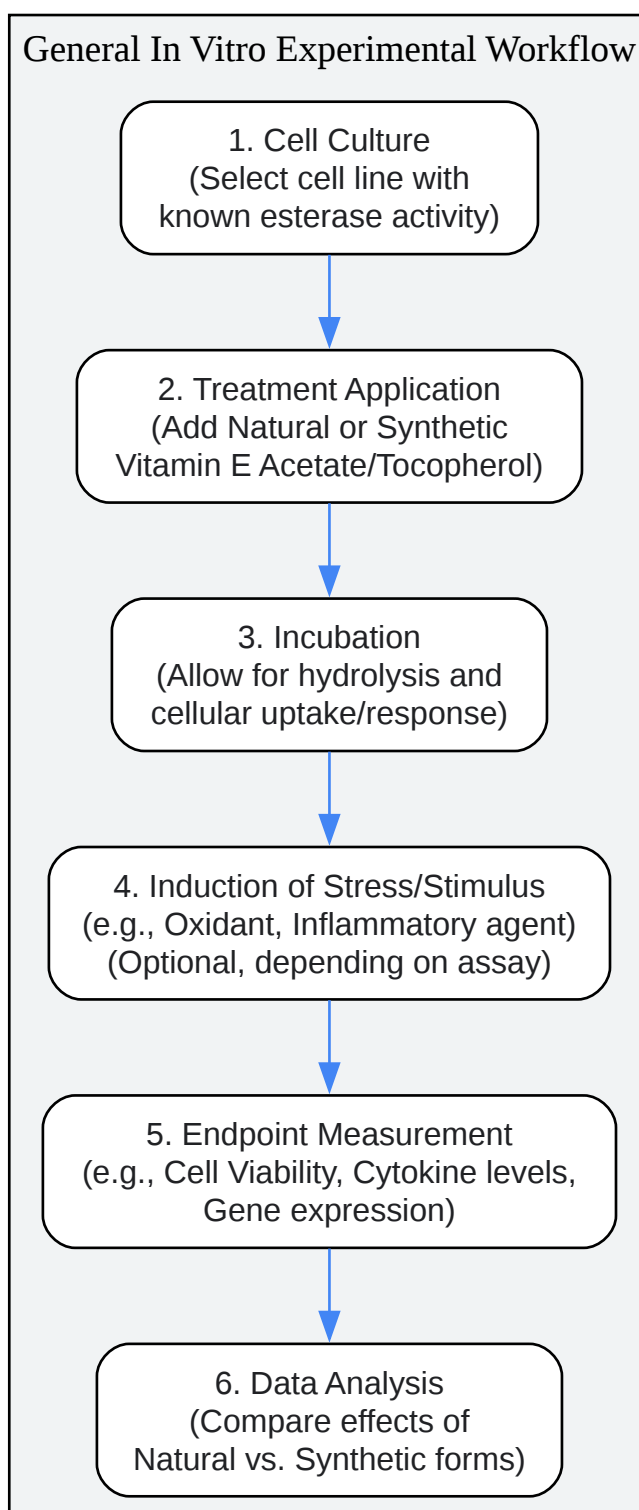 General In Vitro Experimental Workflow
1. Cell Culture
(Select cell line with
known esterase activity)
2. Treatment Application
(Add Natural or Synthetic
Vitamin E Acetate/Tocopherol)
3. Incubation
(Allow for hydrolysis and
cellular uptake/response)
4. Induction of Stress/Stimulus
(e.g., Oxidant, Inflammatory agent)
(Optional, depending on assay)
5. Endpoint Measurement
(e.g., Cell Viability, Cytokine levels,
Gene expression)
6. Data Analysis
(Compare effects of
Natural vs. Synthetic forms)